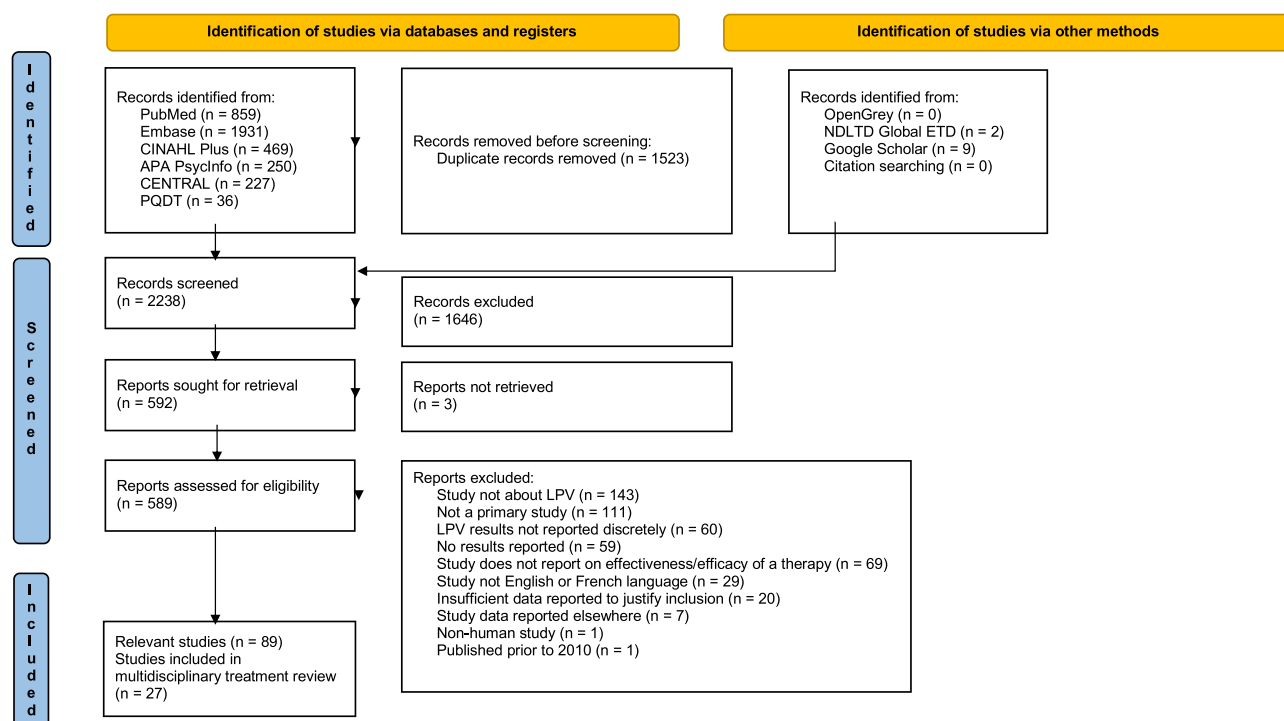 Identification of studies via databases and registers
Identification of studies via other methods
Identified
Records identified from:
PubMed (n = 859)
Embase (n = 1931)
CINAHL Plus (n = 469)
APA PsycInfo (n = 250)
CENTRAL (n = 227)
PQDT (n = 36)
Records removed before screening:
Duplicate records removed (n = 1523)
Records identified from:
OpenGrey (n = 0)
NDLTD Global ETD (n = 2)
Google Scholar (n = 9)
Citation searching (n = 0)
Screened
Records screened
(n = 2238)
Records excluded
(n = 1646)
Reports sought for retrieval
(n = 592)
Reports not retrieved
(n = 3)
Reports assessed for eligibility
(n = 589)
Reports excluded:
Study not about LPV (n = 143)
Not a primary study (n = 111)
LPV results not reported discretely (n = 60)
No results reported (n = 59)
Study does not report on effectiveness/efficacy of a therapy (n = 69)
Study not English or French language (n = 29)
Insufficient data reported to justify inclusion (n = 20)
Study data reported elsewhere (n = 7)
Non-human study (n = 1)
Published prior to 2010 (n = 1)
Included
Relevant studies (n = 89)
Studies included in
multidisciplinary treatment review
(n = 27)